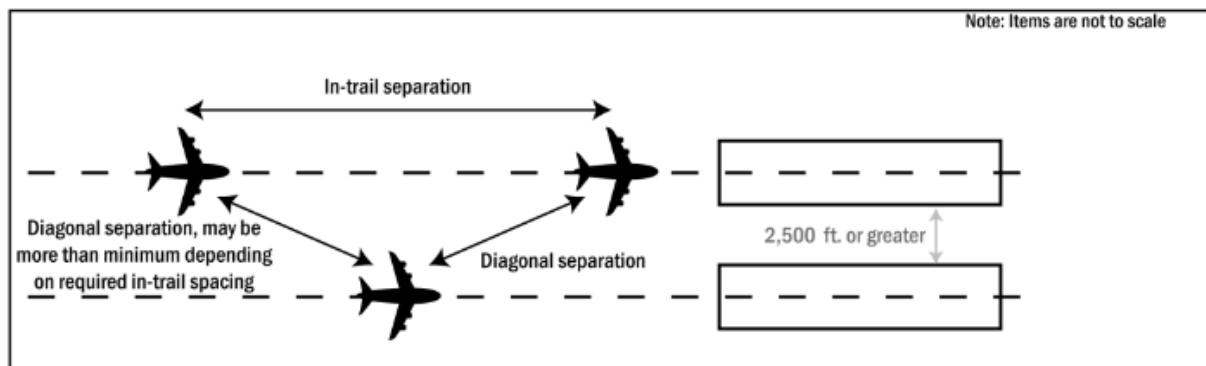 Note: Items are not to scale
In-trail separation
Diagonal separation, may be
more than minimum depending
on required in-trail spacing
Diagonal separation
2,500 ft. or greater